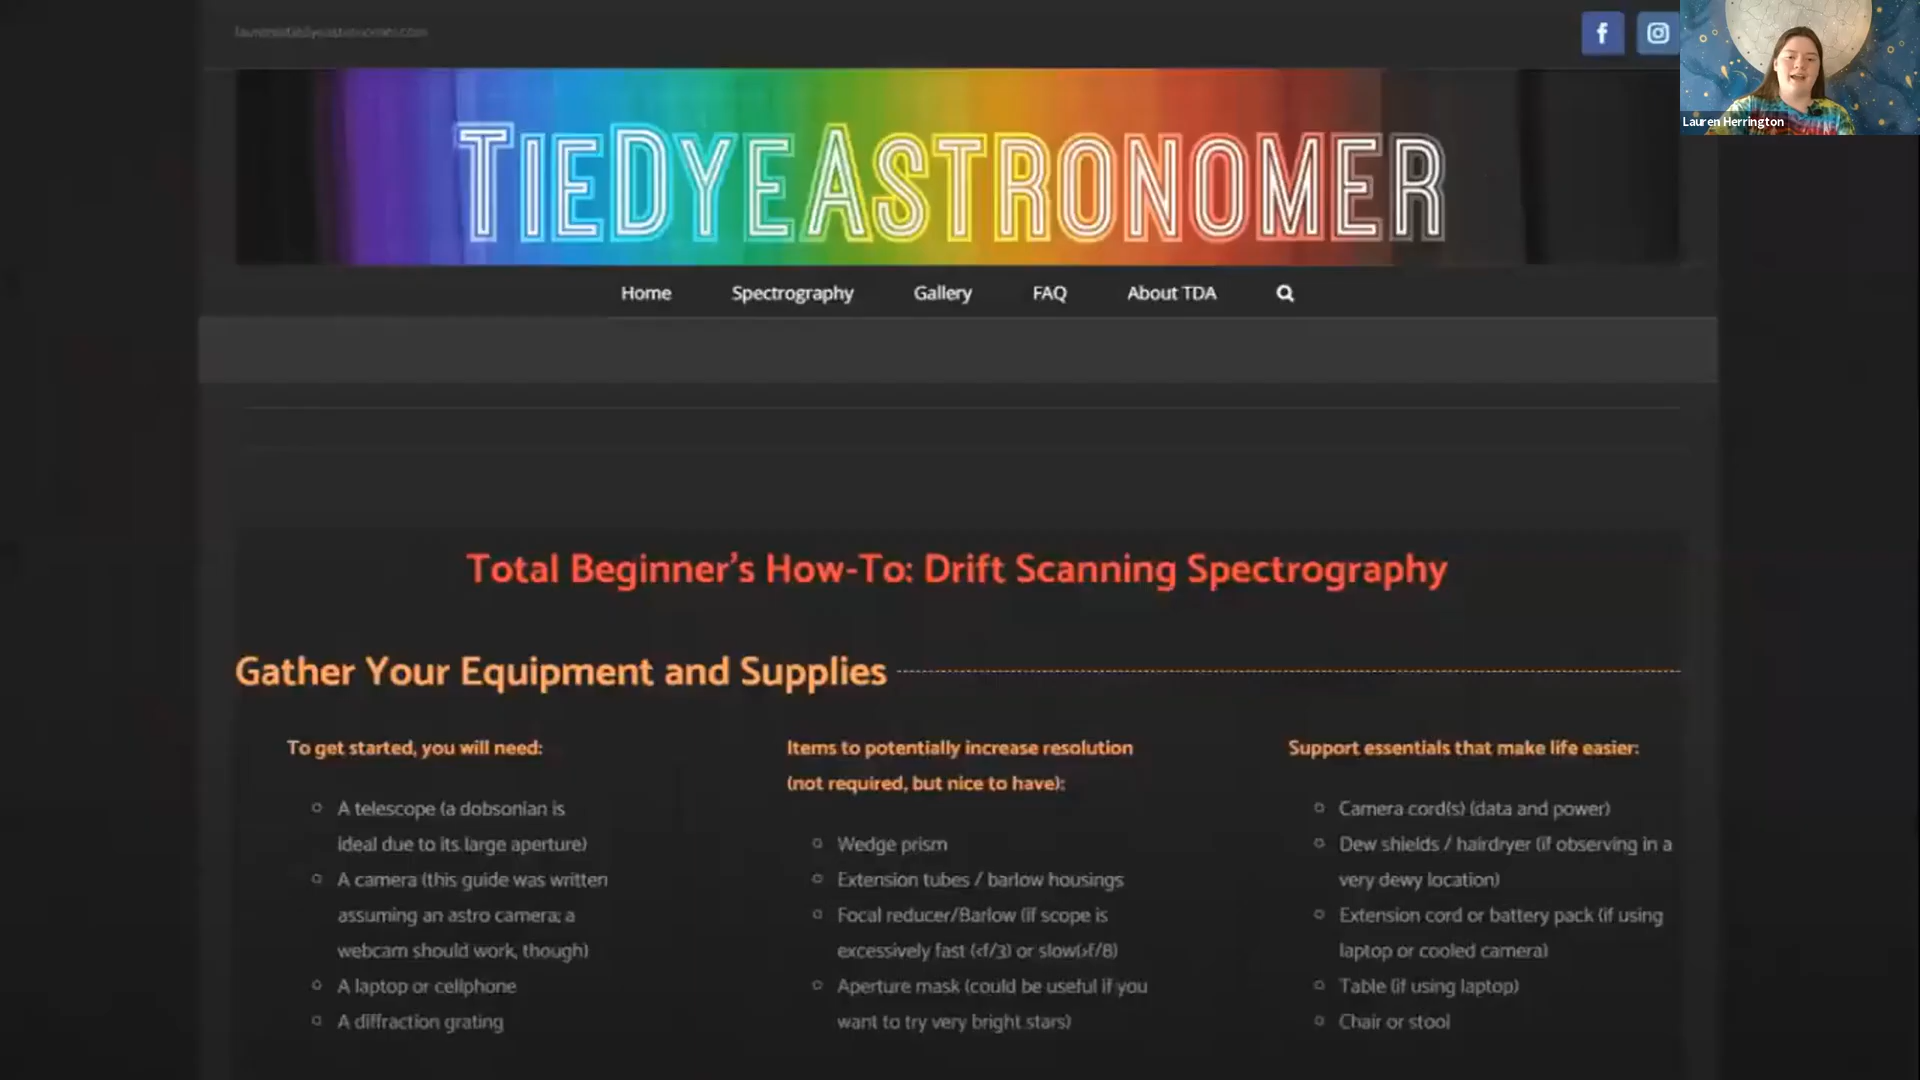 Lauren Herrington
TieDyeAstronomer
Home Spectrography Gallery FAQ About TDA
Total Beginner's How-To: Drift Scanning Spectrography
Gather Your Equipment and Supplies
To get started, you will need:
A telescope (a dobsonian is
ideal due to its large aperture)
A camera (this guide was written
assuming an astro camera; a
webcam should work, though)
A laptop or cellphone
A diffraction grating
Items to potentially increase resolution
(not required, but nice to have):
Wedge prism
Extension tubes / barlow housings
Focal reducer/Barlow (if scope is
excessively fast (<f/3) or slow(>f/8)
Aperture mask (could be useful if you
want to try very bright stars)
Support essentials that make life easier:
Camera cord(s) (data and power)
Dew shields / hairdryer (if observing in a
very dewy location)
Extension cord or battery pack (if using
laptop or cooled camera)
Table (if using laptop)
Chair or stool